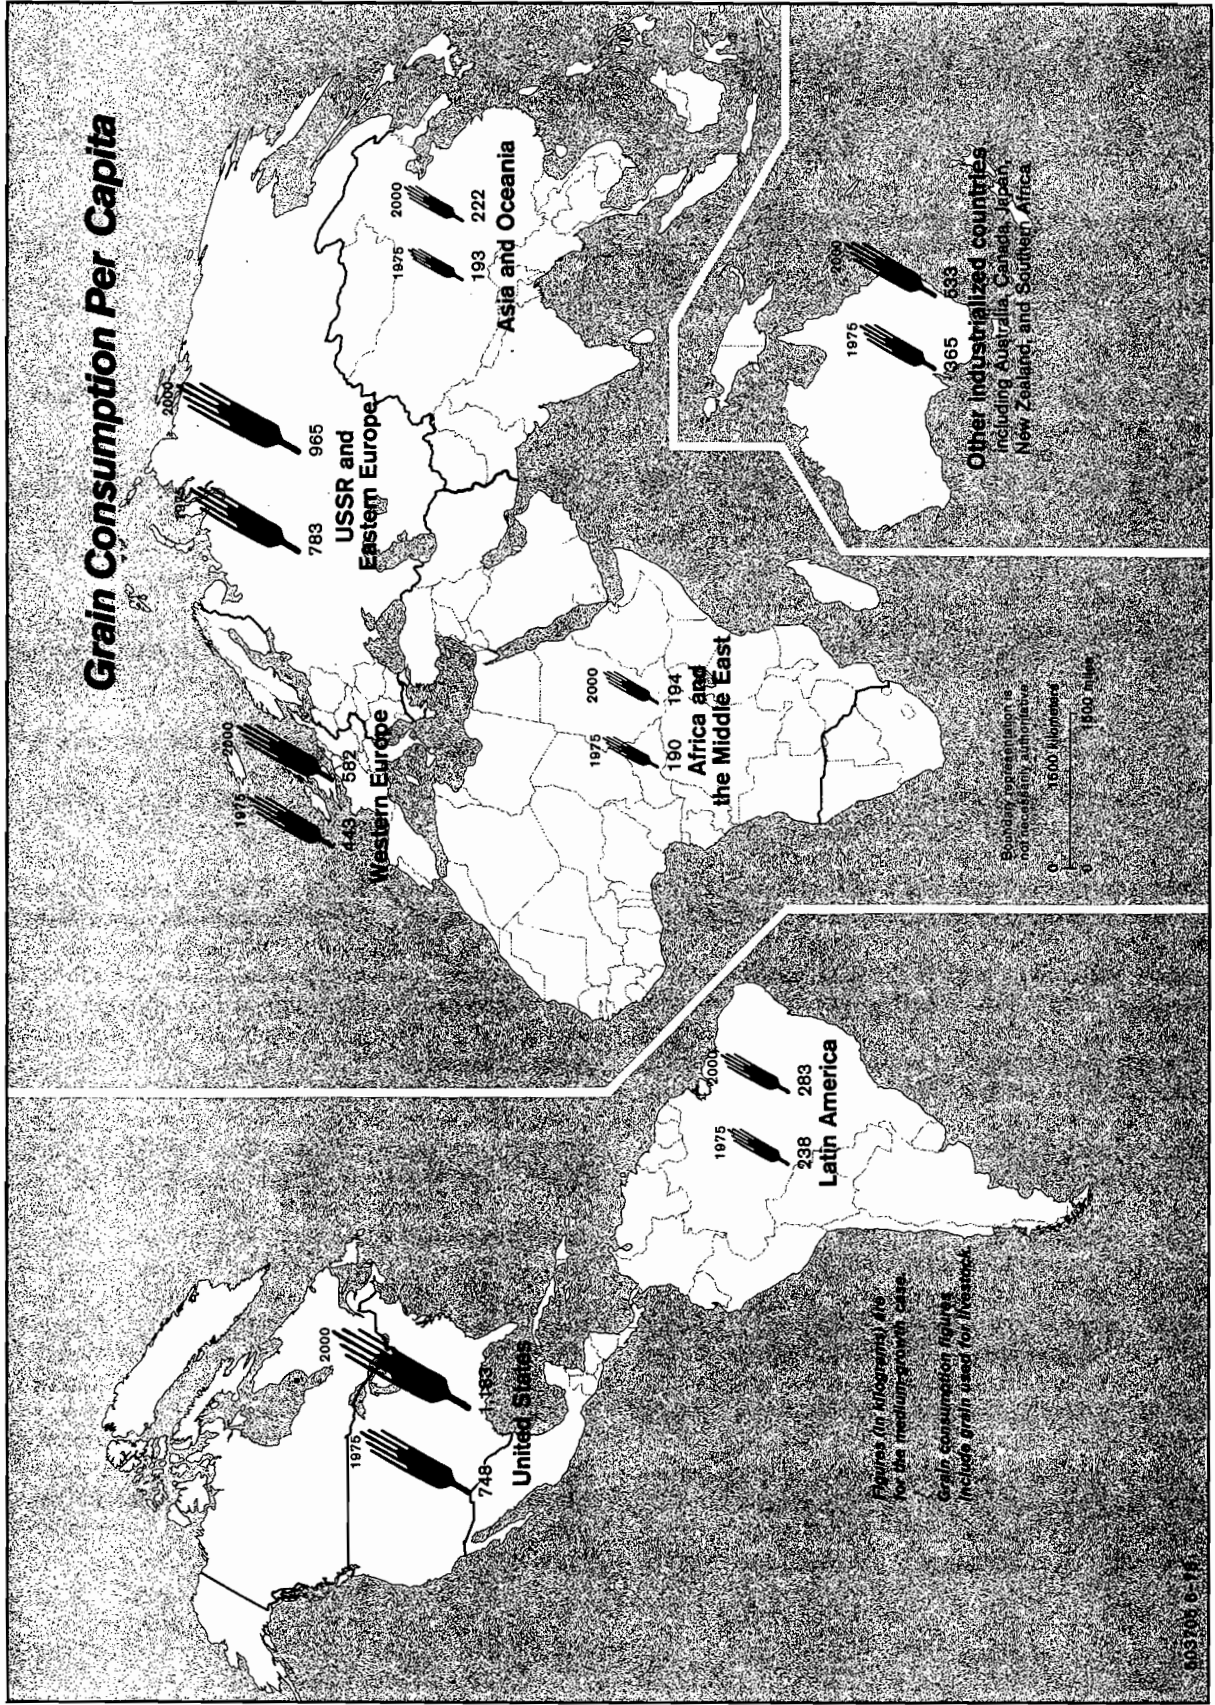 Grain Consumption Per Capita
1975
2000
748
United States
1975
2000
443
582
Western Europe
1975
2000
783
965
USSR and
Eastern Europe
1975
2000
193
222
Asia and Oceania
1975
2000
190
194
Africa and
the Middle East
1975
2000
238
283
Latin America
1975
2000
365
533
Other industrialized countries
including Australia, Canada, Japan,
New Zealand, and Southern Africa
Figures (in kilograms) are
for the medium-growth case.
Grain consumption figures
include grain used for livestock.
Boundary representation is
not necessarily authoritative
0 1500 kilometers
0 1500 miles